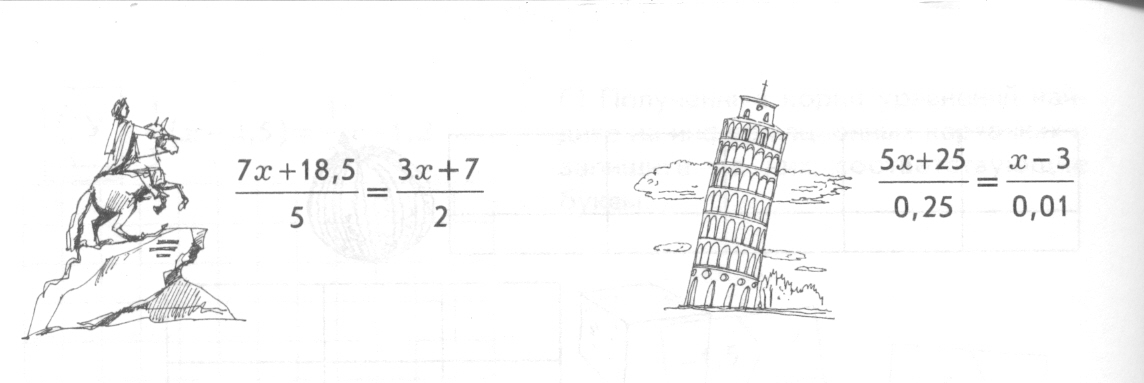 (7x+18,5)/5 = (3x+7)/2
(5x+25)/0,25 = (x−3)/0,01